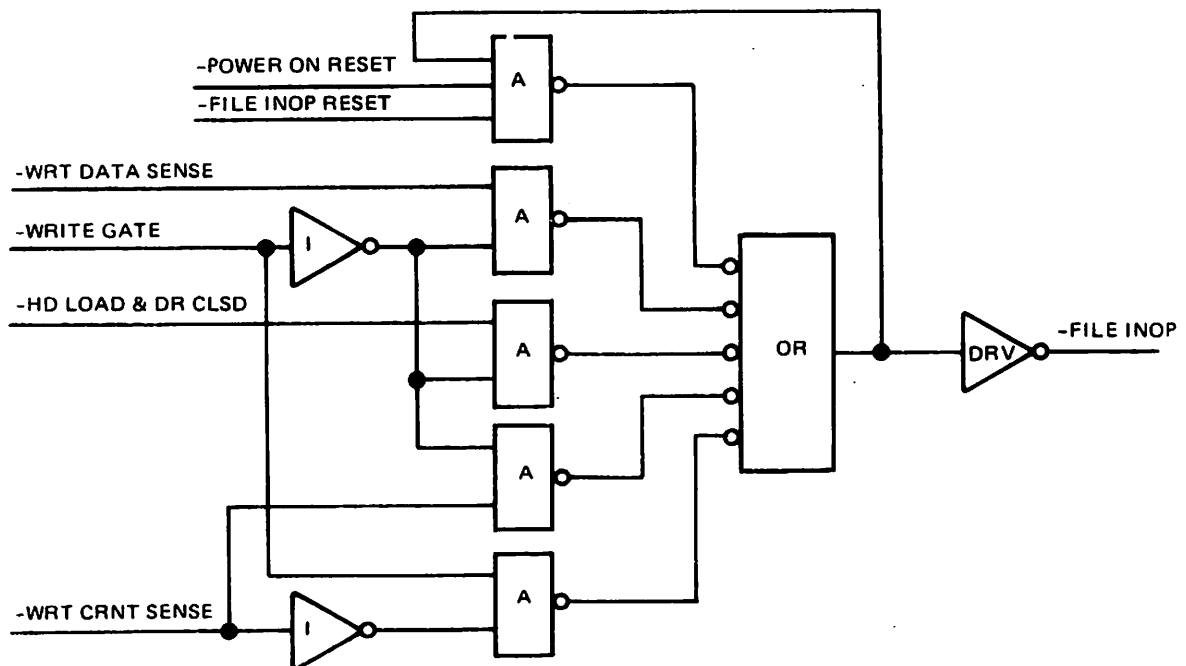 -POWER ON RESET
A
-FILE INOP RESET
-WRT DATA SENSE
A
-WRITE GATE
I
-HD LOAD & DR CLSD
A
OR
DRV
-FILE INOP
A
-WRT CRNT SENSE
I
A